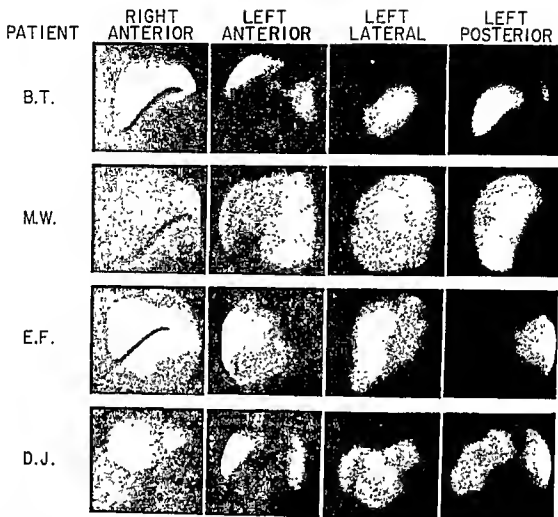 PATIENT RIGHT ANTERIOR LEFT ANTERIOR LEFT LATERAL LEFT POSTERIOR
B.T.
M.W.
E.F.
D.J.